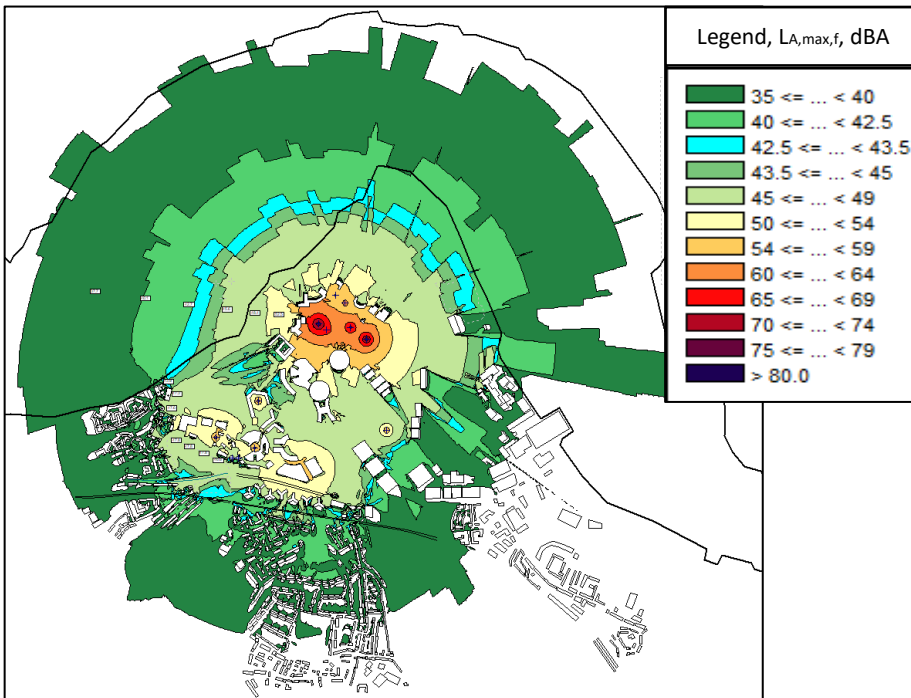 Legend, LA,max,f, dBA
35 <= ... < 40
40 <= ... < 42.5
42.5 <= ... < 43.5
43.5 <= ... < 45
45 <= ... < 49
50 <= ... < 54
54 <= ... < 59
60 <= ... < 64
65 <= ... < 69
70 <= ... < 74
75 <= ... < 79
> 80.0